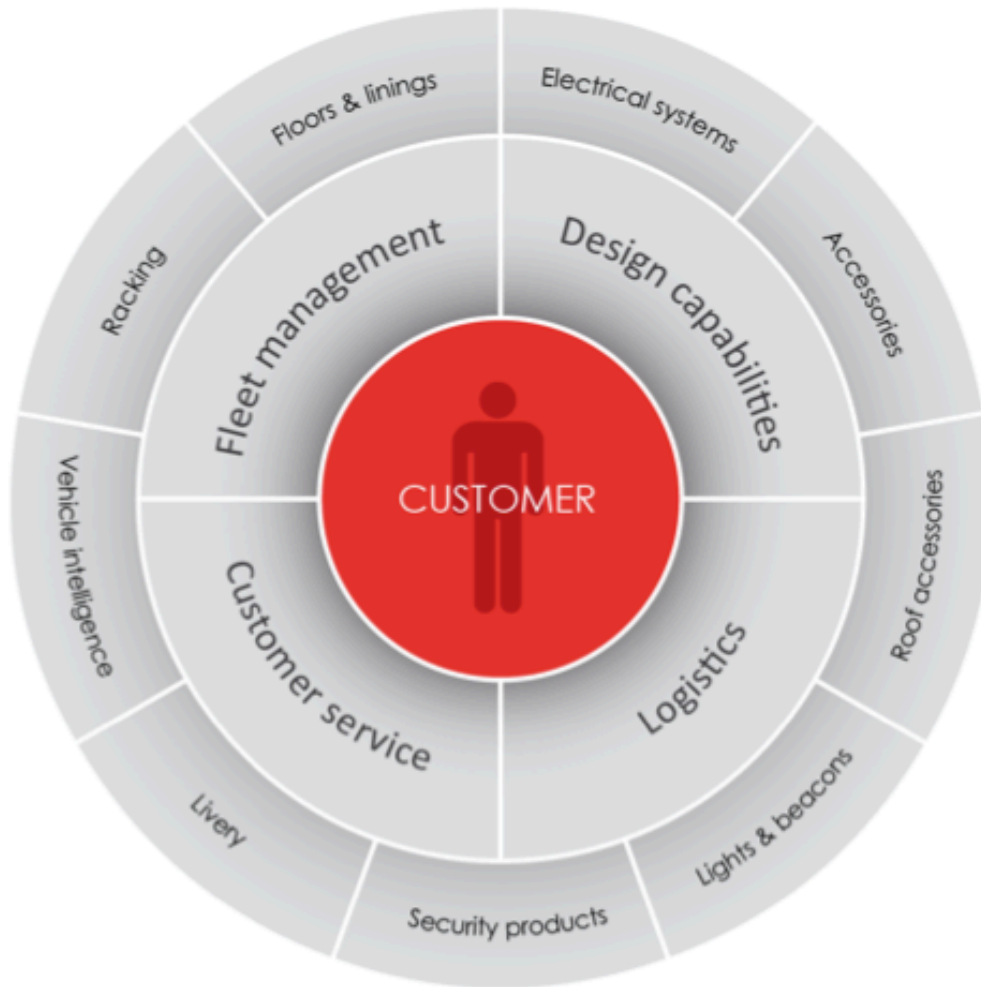 Floors & linings
Electrical systems
Racking
Accessories
Fleet management
Design capabilities
CUSTOMER
Vehicle intelligence
Roof accessories
Customer service
Logistics
Livery
Lights & beacons
Security products